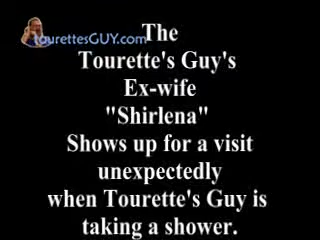 tourettesGUY.com
The
Tourette's Guy's
Ex-wife
"Shirlena"
Shows up for a visit
unexpectedly
when Tourette's Guy is
taking a shower.